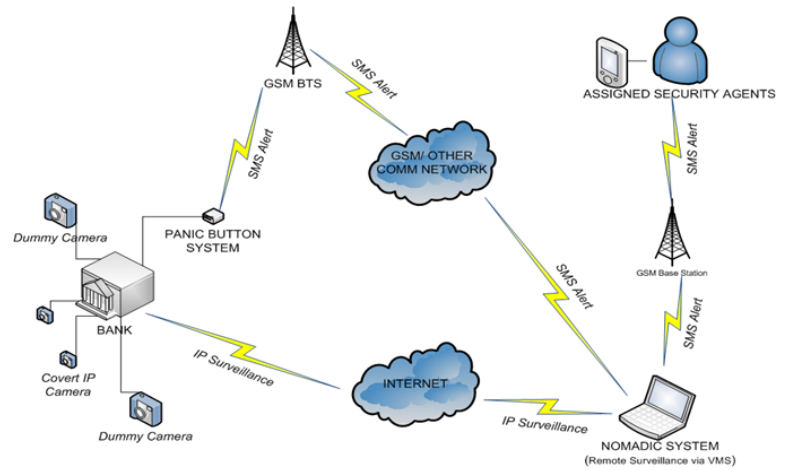 GSM BTS
SMS Alert
SMS Alert
ASSIGNED SECURITY AGENTS
GSM/ OTHER
COMM NETWORK
SMS Alert
SMS Alert
Dummy Camera
PANIC BUTTON
SYSTEM
GSM Base Station
SMS Alert
SMS Alert
BANK
IP Surveillance
Covert IP
Camera
INTERNET
IP Surveillance
Dummy Camera
NOMADIC SYSTEM
(Remote Surveillance via VMS)